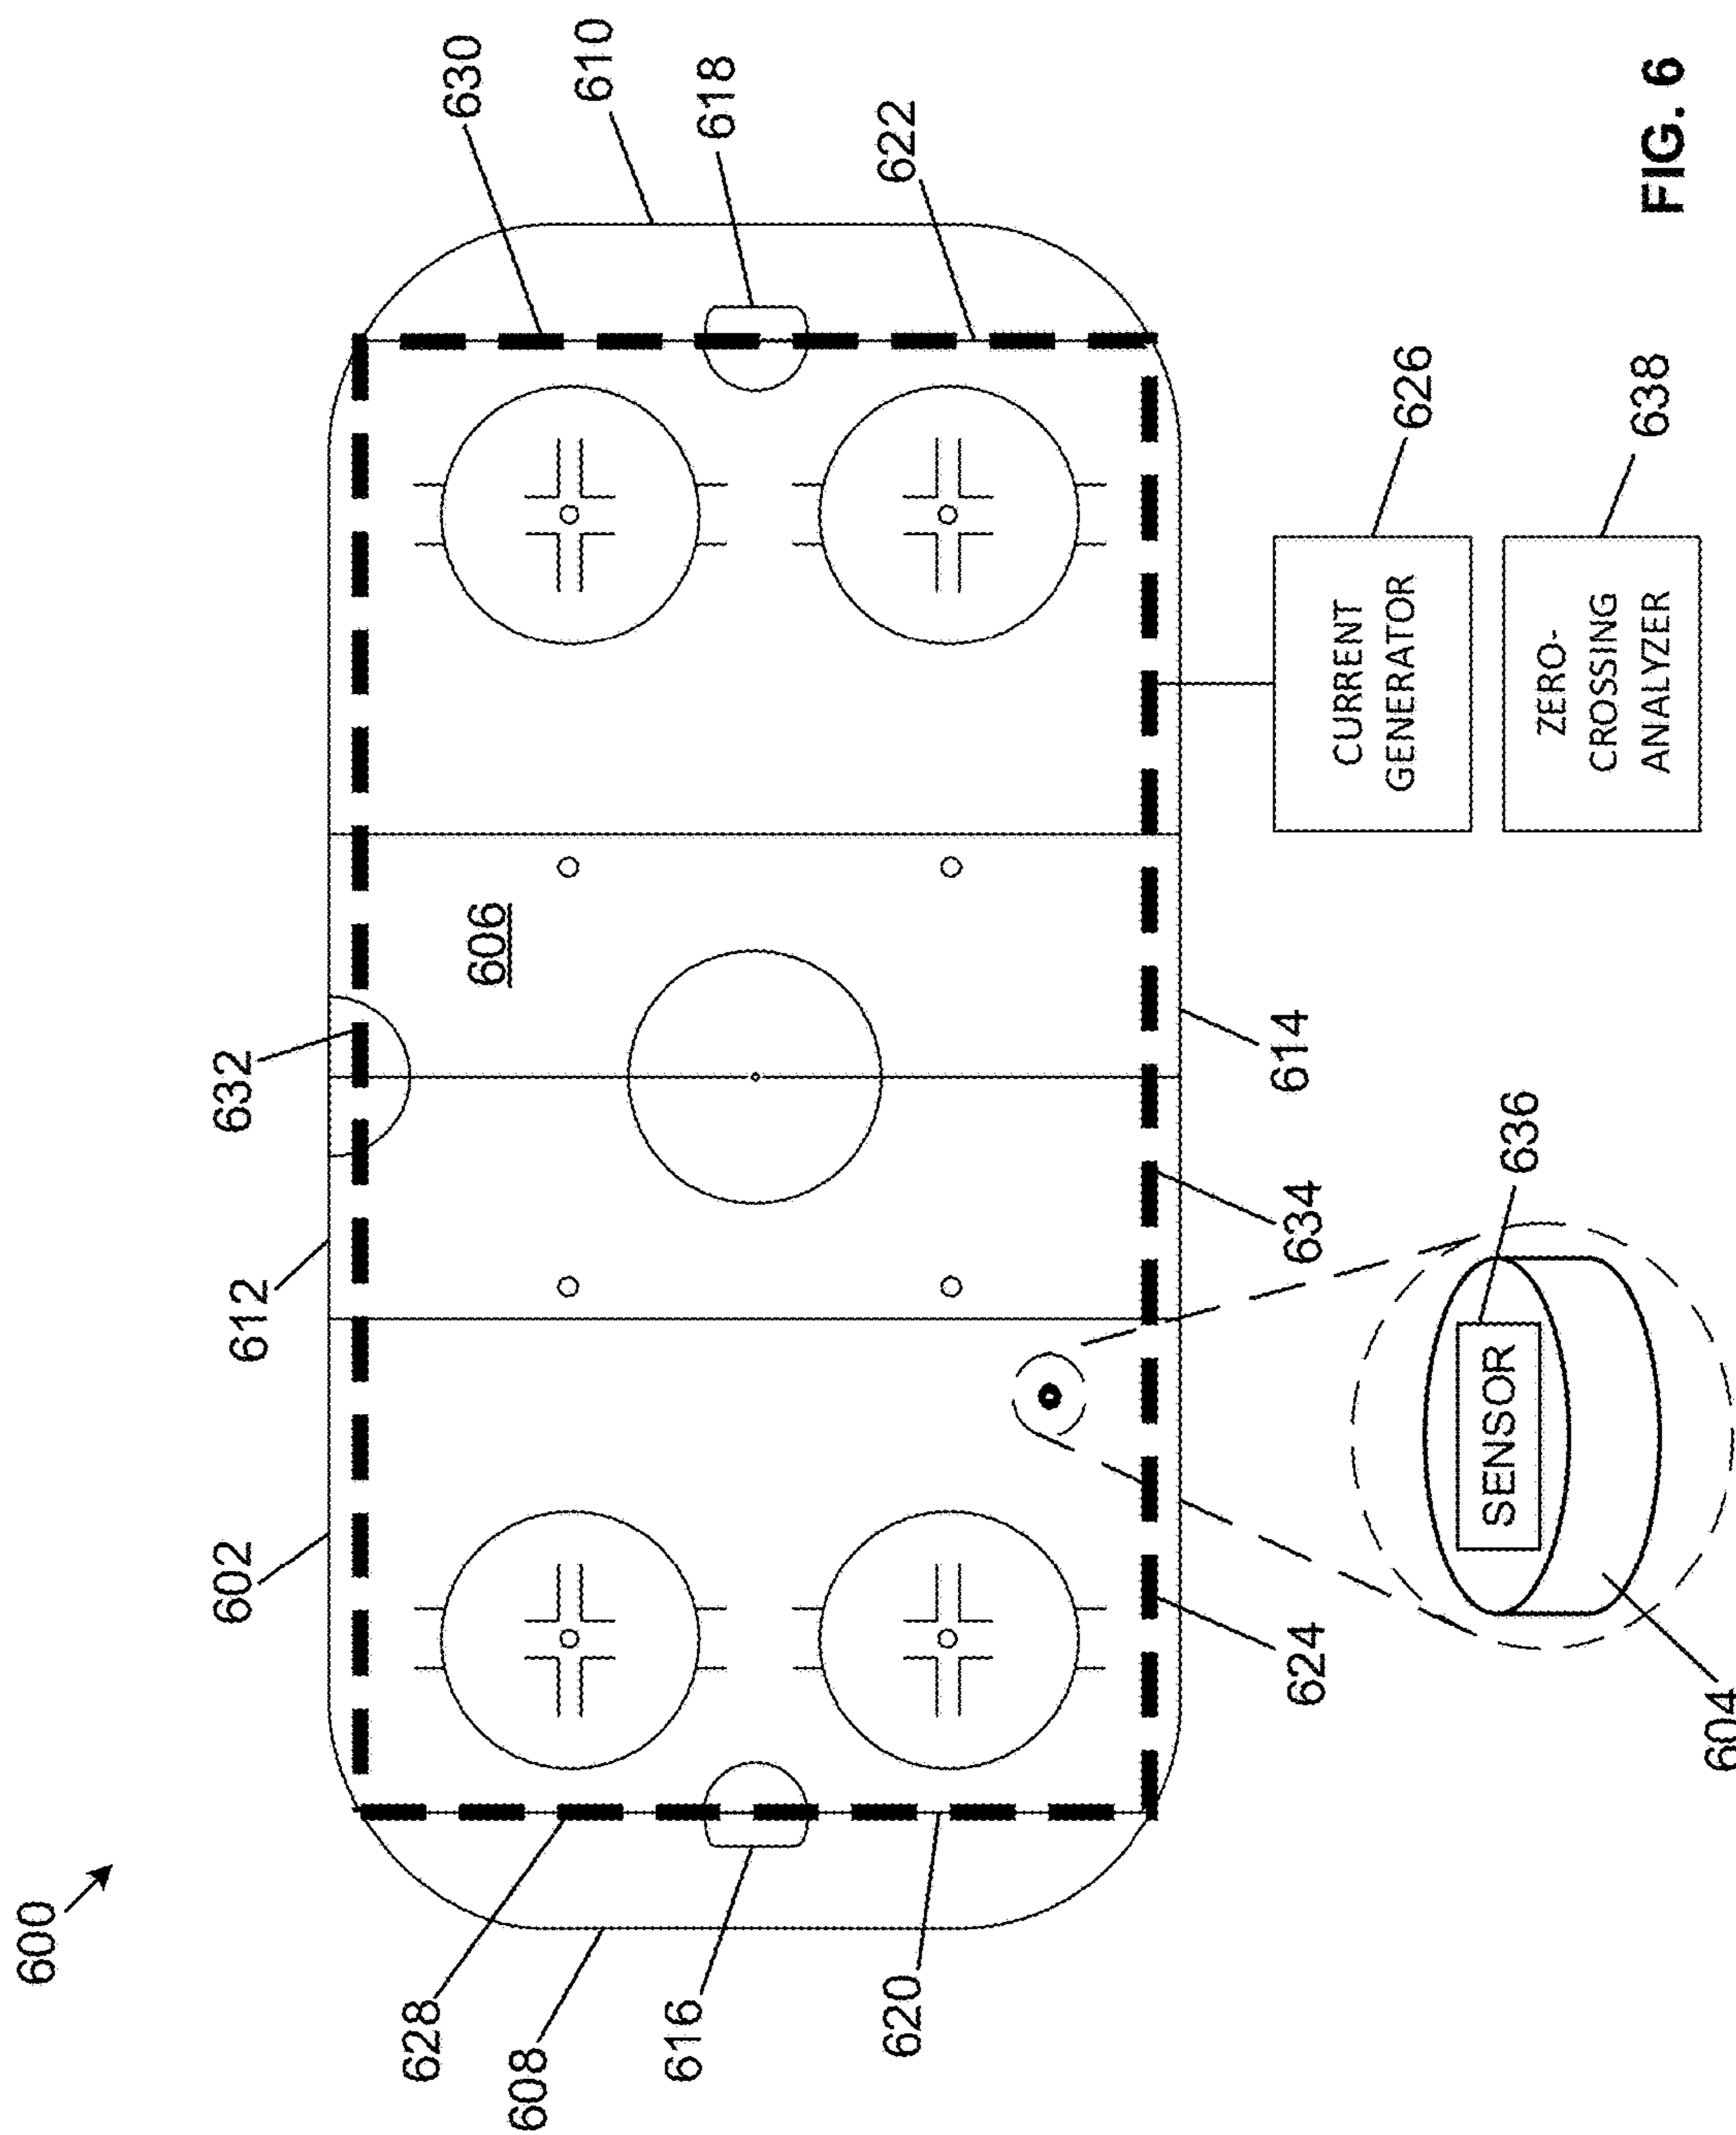 600
602
612
632
628
608
616
620
630
610
618
622
606
624
634
614
CURRENT
GENERATOR
626
ZERO-
CROSSING
ANALYZER
638
SENSOR
636
604
FIG. 6